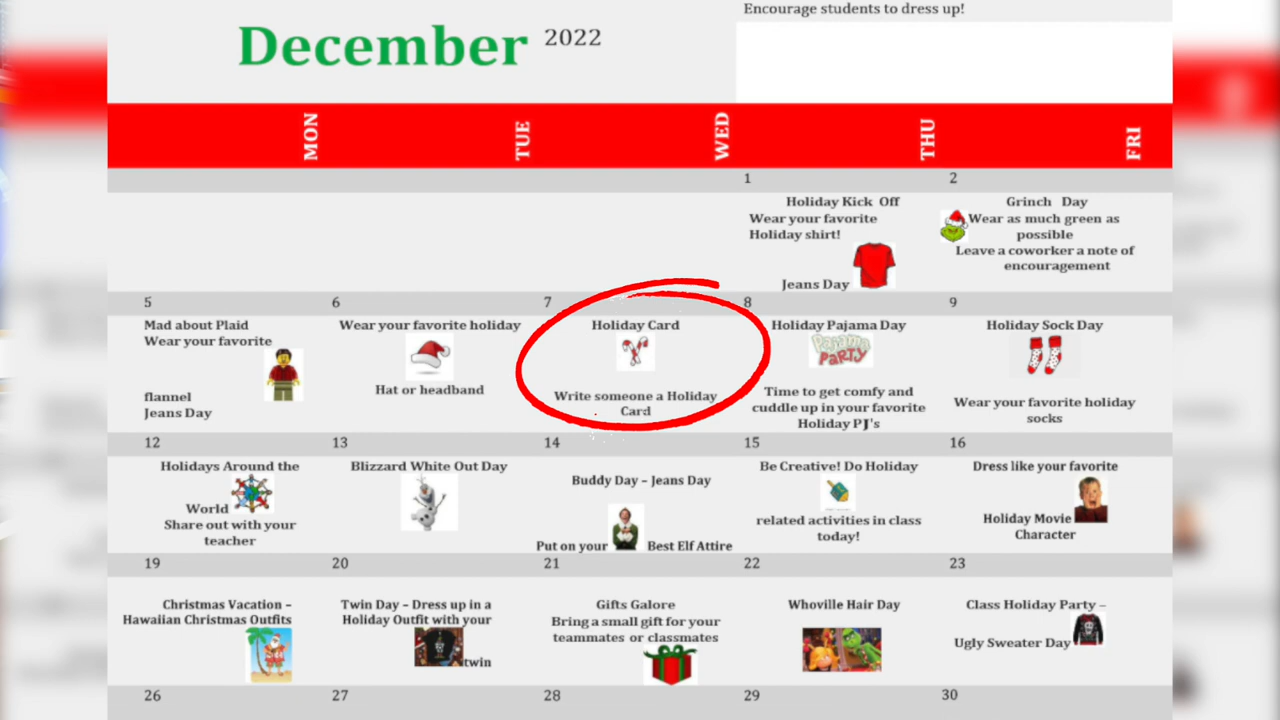 Encourage students to dress up!
December 2022
MON TUE WED THU FRI
1 2
Holiday Kick Off
Wear your favorite
Holiday shirt!
Jeans Day
Grinch Day
Wear as much green as
possible
Leave a coworker a note of
encouragement
5 6 7 8 9
Mad about Plaid
Wear your favorite
flannel
Jeans Day
Wear your favorite holiday
Hat or headband
Holiday Card
Write someone a Holiday
Card
Holiday Pajama Day
Pajama
PARTY
Time to get comfy and
cuddle up in your favorite
Holiday PJ's
Holiday Sock Day
Wear your favorite holiday
socks
12 13 14 15 16
Holidays Around the
World
Share out with your
teacher
Blizzard White Out Day
Buddy Day – Jeans Day
Put on your Best Elf Attire
Be Creative! Do Holiday
related activities in class
today!
Dress like your favorite
Holiday Movie
Character
19 20 21 22 23
Christmas Vacation –
Hawaiian Christmas Outfits
Twin Day – Dress up in a
Holiday Outfit with your
twin
Gifts Galore
Bring a small gift for your
teammates or classmates
Whoville Hair Day
Class Holiday Party –
Ugly Sweater Day
26 27 28 29 30